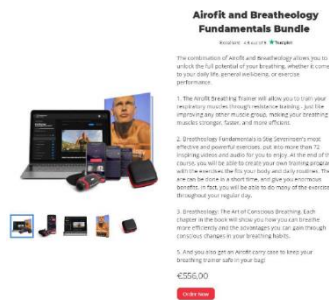 Airofit and Breatheology
Fundamentals Bundle
Excellent 4.5 out of 5 ★ Trustpilot
The combination of Airofit and Breatheology allows you to
unlock the full potential of your breathing, whether it comes
to your daily life, general wellbeing, or exercise
performance.
1. The Airofit Breathing Trainer will allow you to train your
respiratory muscles through resistance training - just like
improving any other muscle group, making your breathing
muscles stronger, faster, and more efficient.
2. Breatheology Fundamentals is Stig Severinsen's most
effective and powerful exercises, put into more than 72
inspiring videos and audio for you to enjoy. At the end of the
course, you will be able to create your own training program
with the exercises the fits your body and daily routines. The
are can be done in a short time, and give you enormous
benefits. In fact, you will be able to do many of the exercise
throughout your regular day.
3. Breatheology: The Art of Conscious Breathing. Each
chapter in the book will show you how you can breathe
more efficiently and the advantages you can gain through
conscious changes in your breathing habits.
5. And you also get an Airofit carry case to keep your
breathing trainer safe in your bag!
€556,00
Order Now